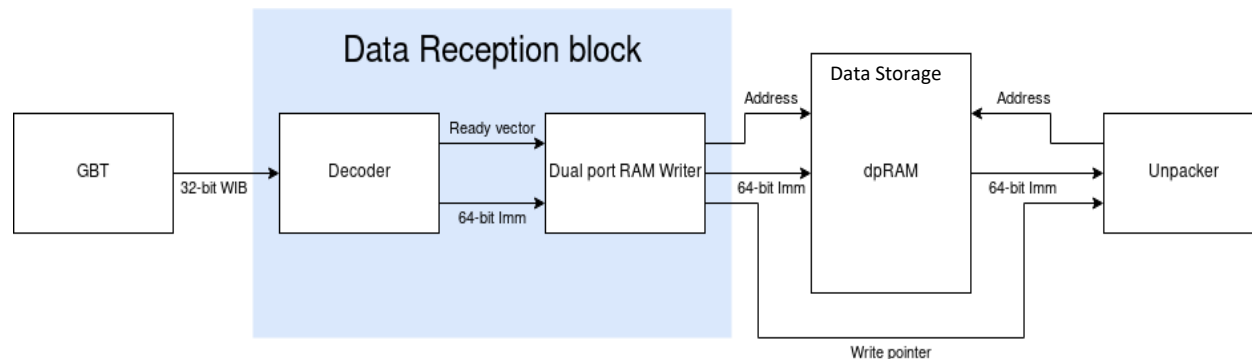 Data Reception block
Data Storage
GBT
32-bit WIB
Decoder
Ready vector
64-bit Imm
Dual port RAM Writer
Address
64-bit Imm
dpRAM
Address
64-bit Imm
Unpacker
Write pointer